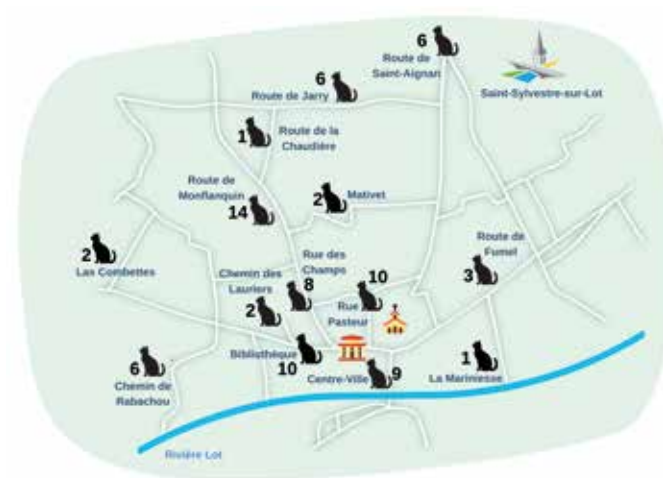 6
Route de
Saint-Aignan
Saint-Sylvestre-sur-Lot
6
Route de Jarry
1
Route de la
Chaudière
Route de
Monflanquin
14
2
Mativet
2
Las Combettes
Route de
Fumel
3
Rue des
Champs
8
Chemin des
Lauriers
2
10
Rue
Pasteur
Bibliothèque
10
Centre-Ville
9
1
La Mariniesse
6
Chemin de
Rabachou
Rivière Lot